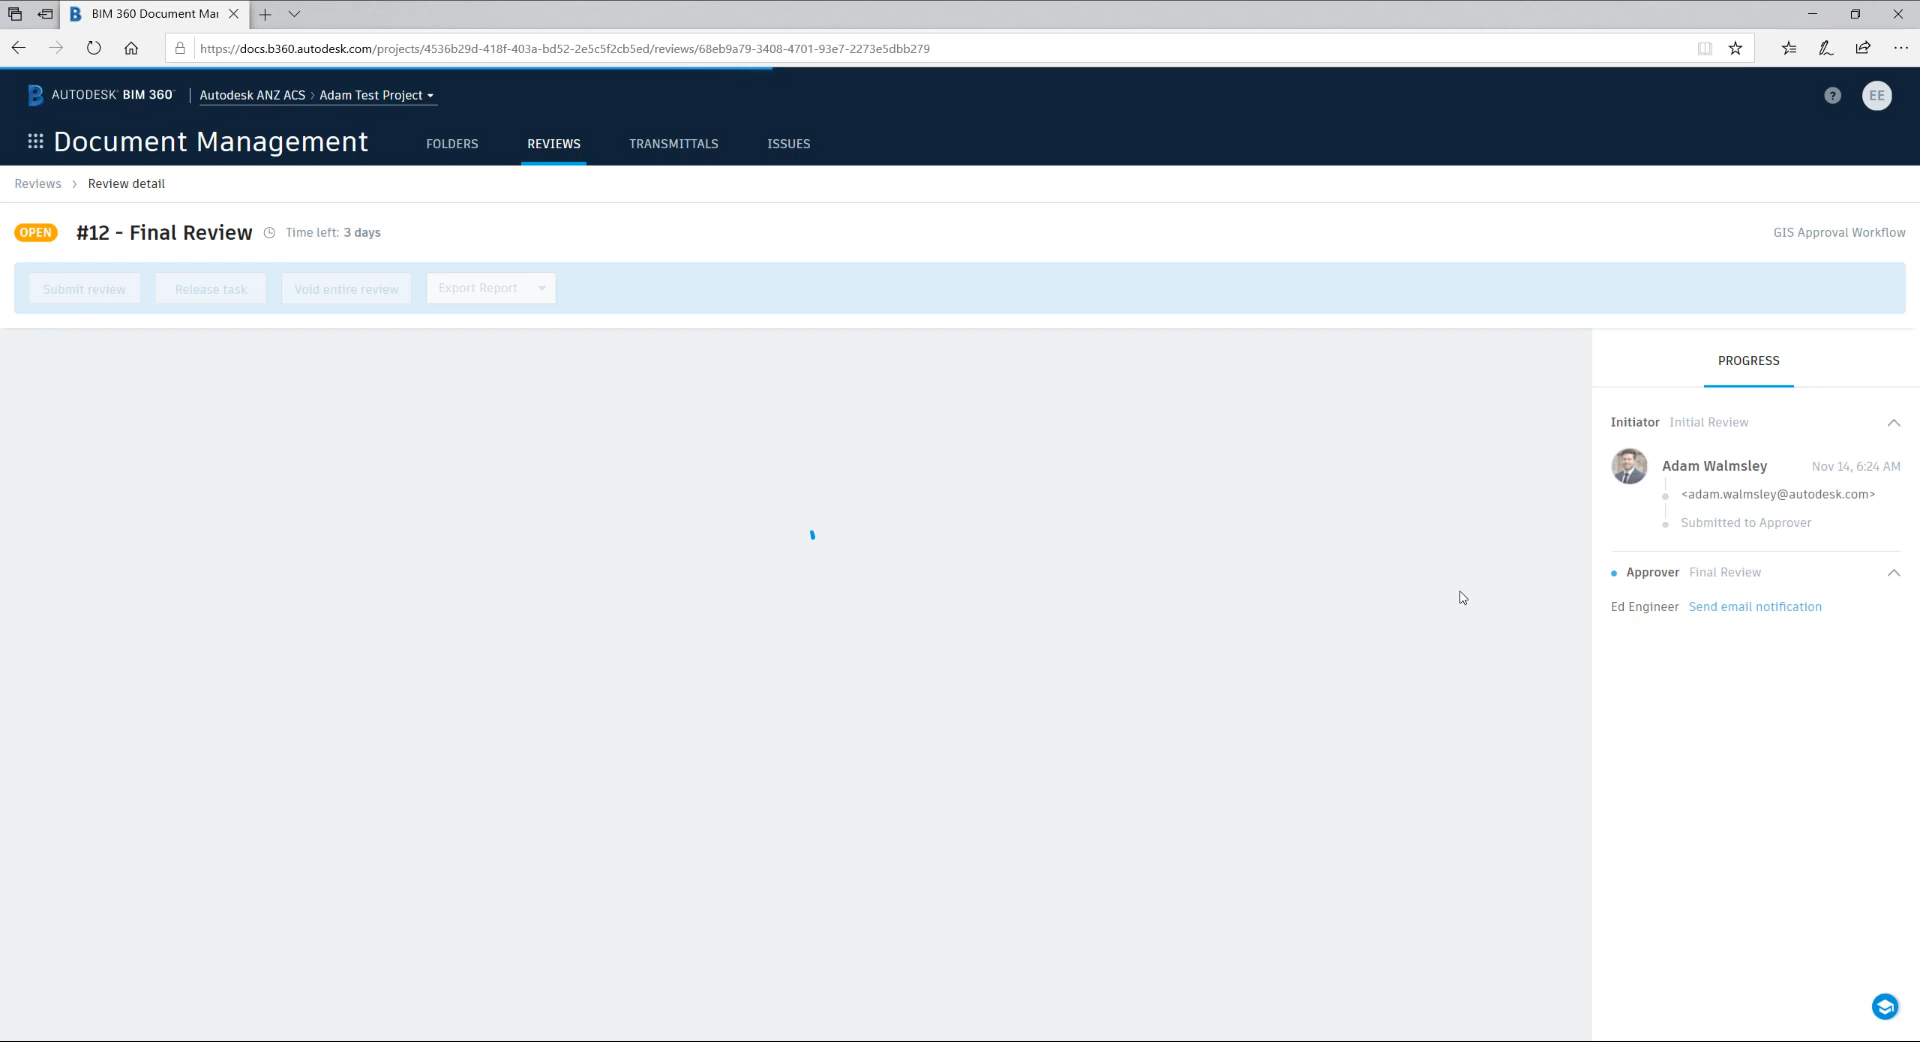 BIM 360 Document Mar
https://docs.b360.autodesk.com/projects/4536b29d-418f-403a-bd52-2e5c5f2cb5ed/reviews/68eb9a79-3408-4701-93e7-2273e5dbb279
AUTODESK® BIM 360™ Autodesk ANZ ACS > Adam Test Project
? EE
Document Management FOLDERS REVIEWS TRANSMITTALS ISSUES
Reviews > Review detail
OPEN #12 - Final Review Time left: 3 days GIS Approval Workflow
Submit review Release task Void entire review Export Report
PROGRESS
Initiator Initial Review
Adam Walmsley Nov 14, 6:24 AM
<adam.walmsley@autodesk.com>
Submitted to Approver
Approver Final Review
Ed Engineer Send email notification